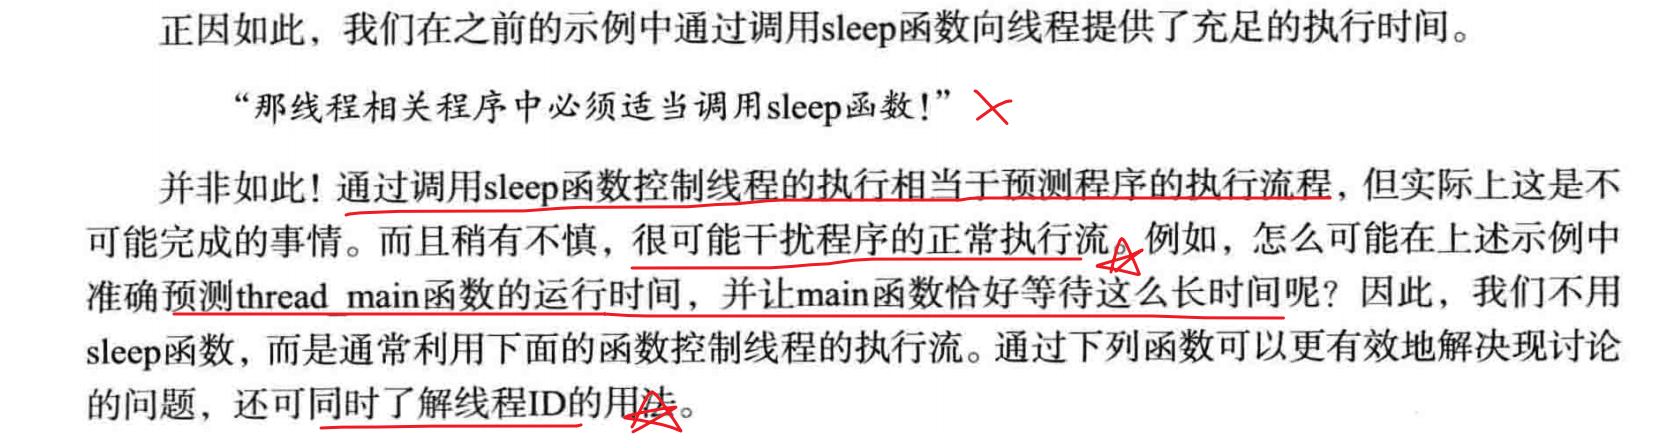 正因如此，我们在之前的示例中通过调用sleep函数向线程提供了充足的执行时间。
“那线程相关程序中必须适当调用sleep函数！”
并非如此！通过调用sleep函数控制线程的执行相当于预测程序的执行流程，但实际上这是不
可能完成的事情。而且稍有不慎，很可能干扰程序的正常执行流。例如，怎么可能在上述示例中
准确预测thread_main函数的运行时间，并让main函数恰好等待这么长时间呢？因此，我们不用
sleep函数，而是通常利用下面的函数控制线程的执行流。通过下列函数可以更有效地解决现讨论
的问题，还可同时了解线程ID的用法。